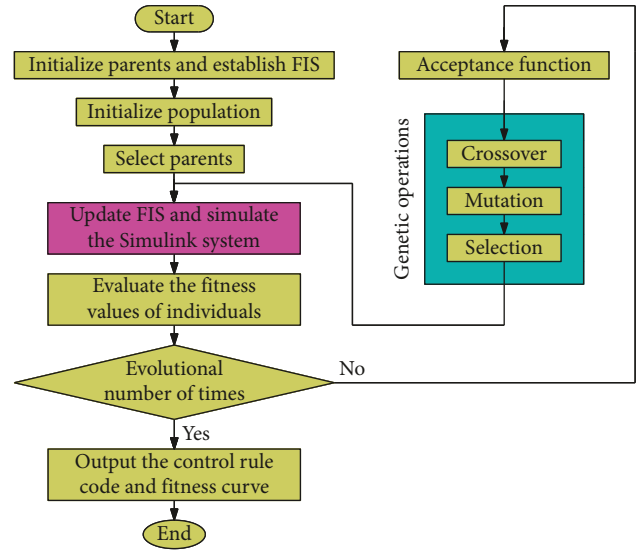 Start
Initialize parents and establish FIS
Initialize population
Select parents
Update FIS and simulate
the Simulink system
Evaluate the fitness
values of individuals
Evolutional
number of times
No
Yes
Output the control rule
code and fitness curve
End
Acceptance function
Genetic operations
Crossover
Mutation
Selection